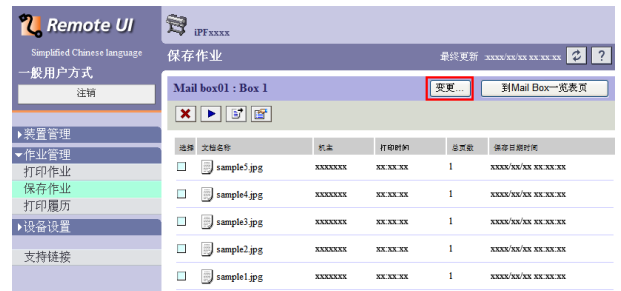 Remote UI
iPFxxxx
Simplified Chinese language
一般用户方式
注销
保存作业
最终更新 xxxx/xx/xx xx:xx:xx
?
Mail box01 : Box 1
变更...
到Mail Box一览表页
装置管理
作业管理
打印作业
保存作业
打印履历
设备设置
支持链接
选择 文档名称 机主 打印时间 总页数 保存日期时间
sample5.jpg xxxxxxx xx:xx:xx 1 xxxx/xx/xx xx:xx:xx
sample4.jpg xxxxxxx xx:xx:xx 1 xxxx/xx/xx xx:xx:xx
sample3.jpg xxxxxxx xx:xx:xx 1 xxxx/xx/xx xx:xx:xx
sample2.jpg xxxxxxx xx:xx:xx 1 xxxx/xx/xx xx:xx:xx
sample1.jpg xxxxxxx xx:xx:xx 1 xxxx/xx/xx xx:xx:xx